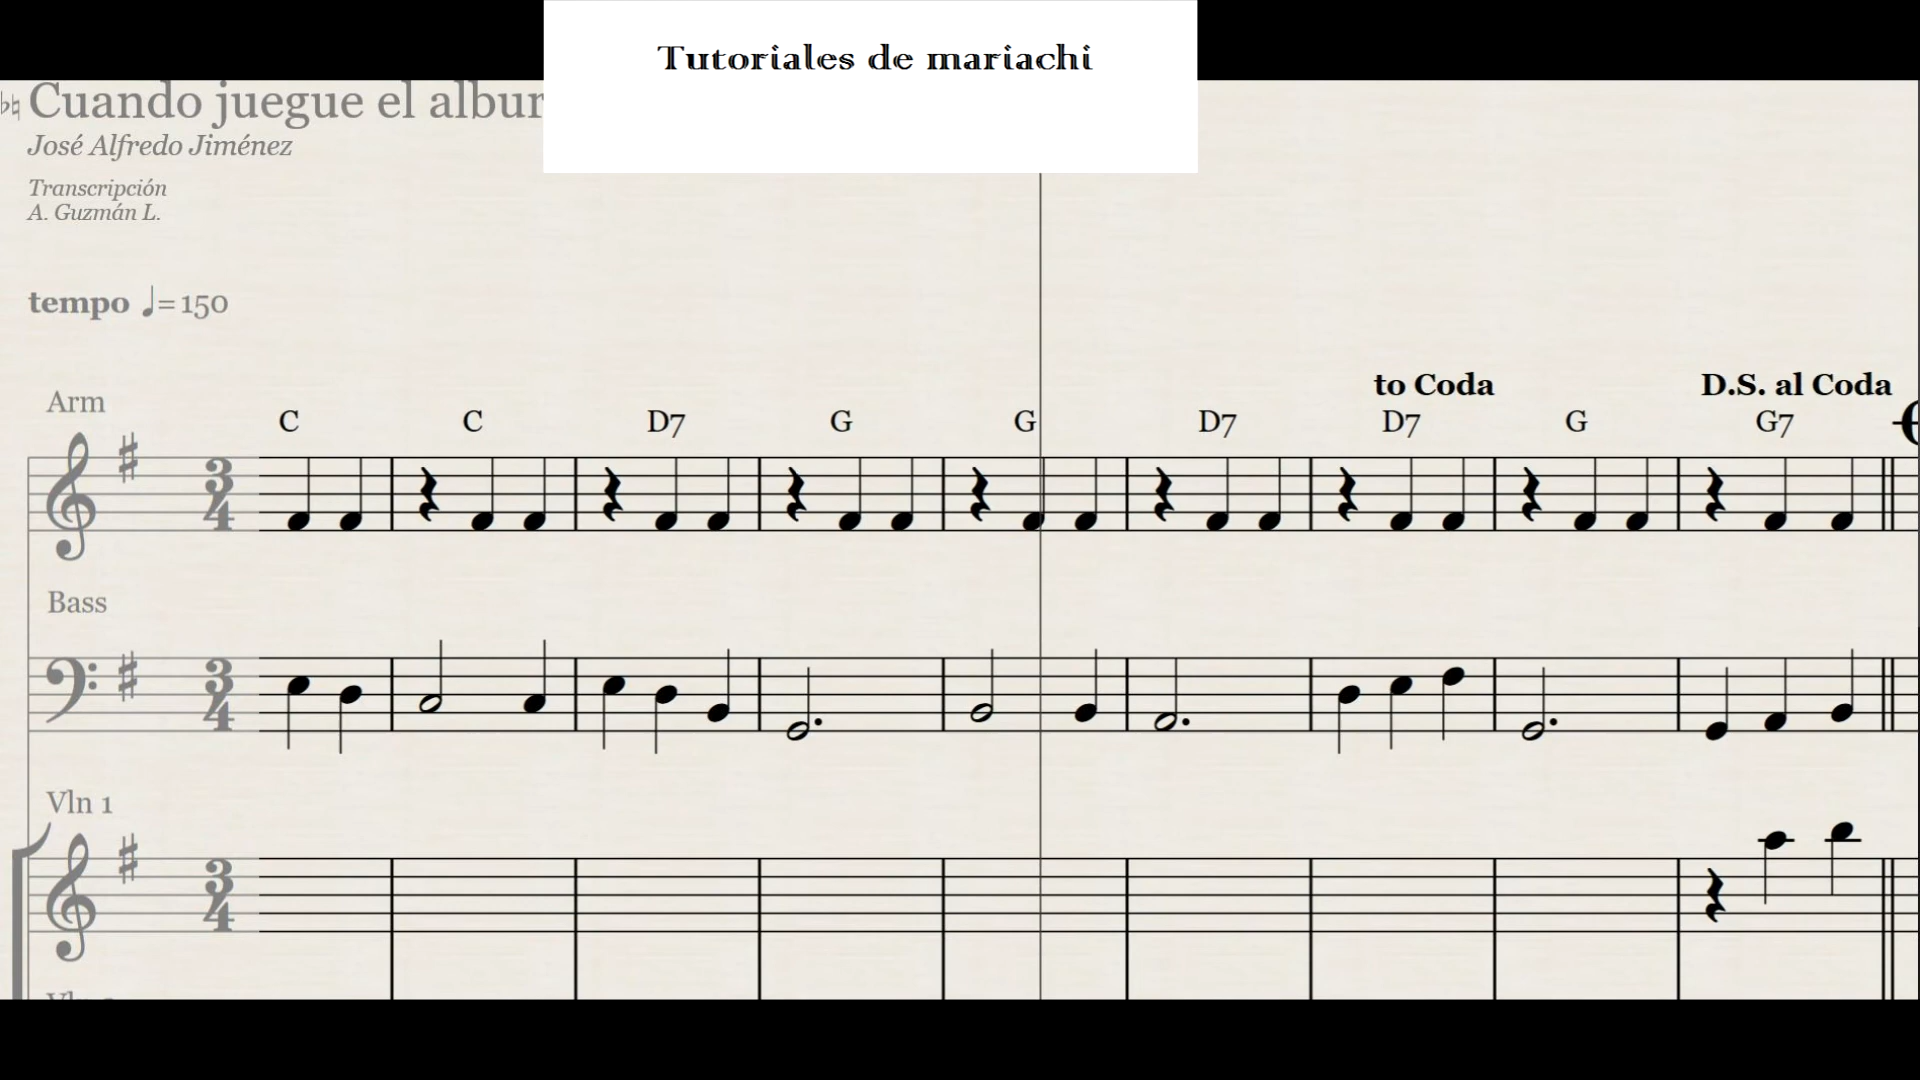 Tutoriales de mariachi
Cuando juegue el albur
José Alfredo Jiménez
Transcripción
A. Guzmán L.
tempo ♩=150
to Coda
D.S. al Coda
Arm
C C D7 G G D7 D7 G G7
3
4
Bass
3
4
Vln 1
3
4